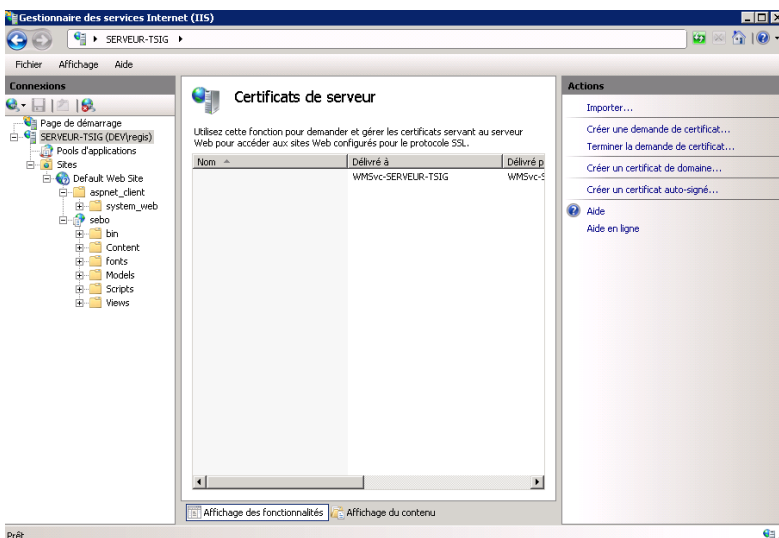 Gestionnaire des services Internet (IIS)
SERVEUR-TSIG
Fichier Affichage Aide
Connexions
Page de démarrage
SERVEUR-TSIG (DEV\regis)
Pools d'applications
Sites
Default Web Site
aspnet_client
system_web
sebo
bin
Content
fonts
Models
Scripts
Views
Certificats de serveur
Utilisez cette fonction pour demander et gérer les certificats servant au serveur
Web pour accéder aux sites Web configurés pour le protocole SSL.
Nom Délivré à Délivré p
WMSvc-SERVEUR-TSIG WMSvc-S
Affichage des fonctionnalités Affichage du contenu
Actions
Importer...
Créer une demande de certificat...
Terminer la demande de certificat...
Créer un certificat de domaine...
Créer un certificat auto-signé...
Aide
Aide en ligne
Prêt